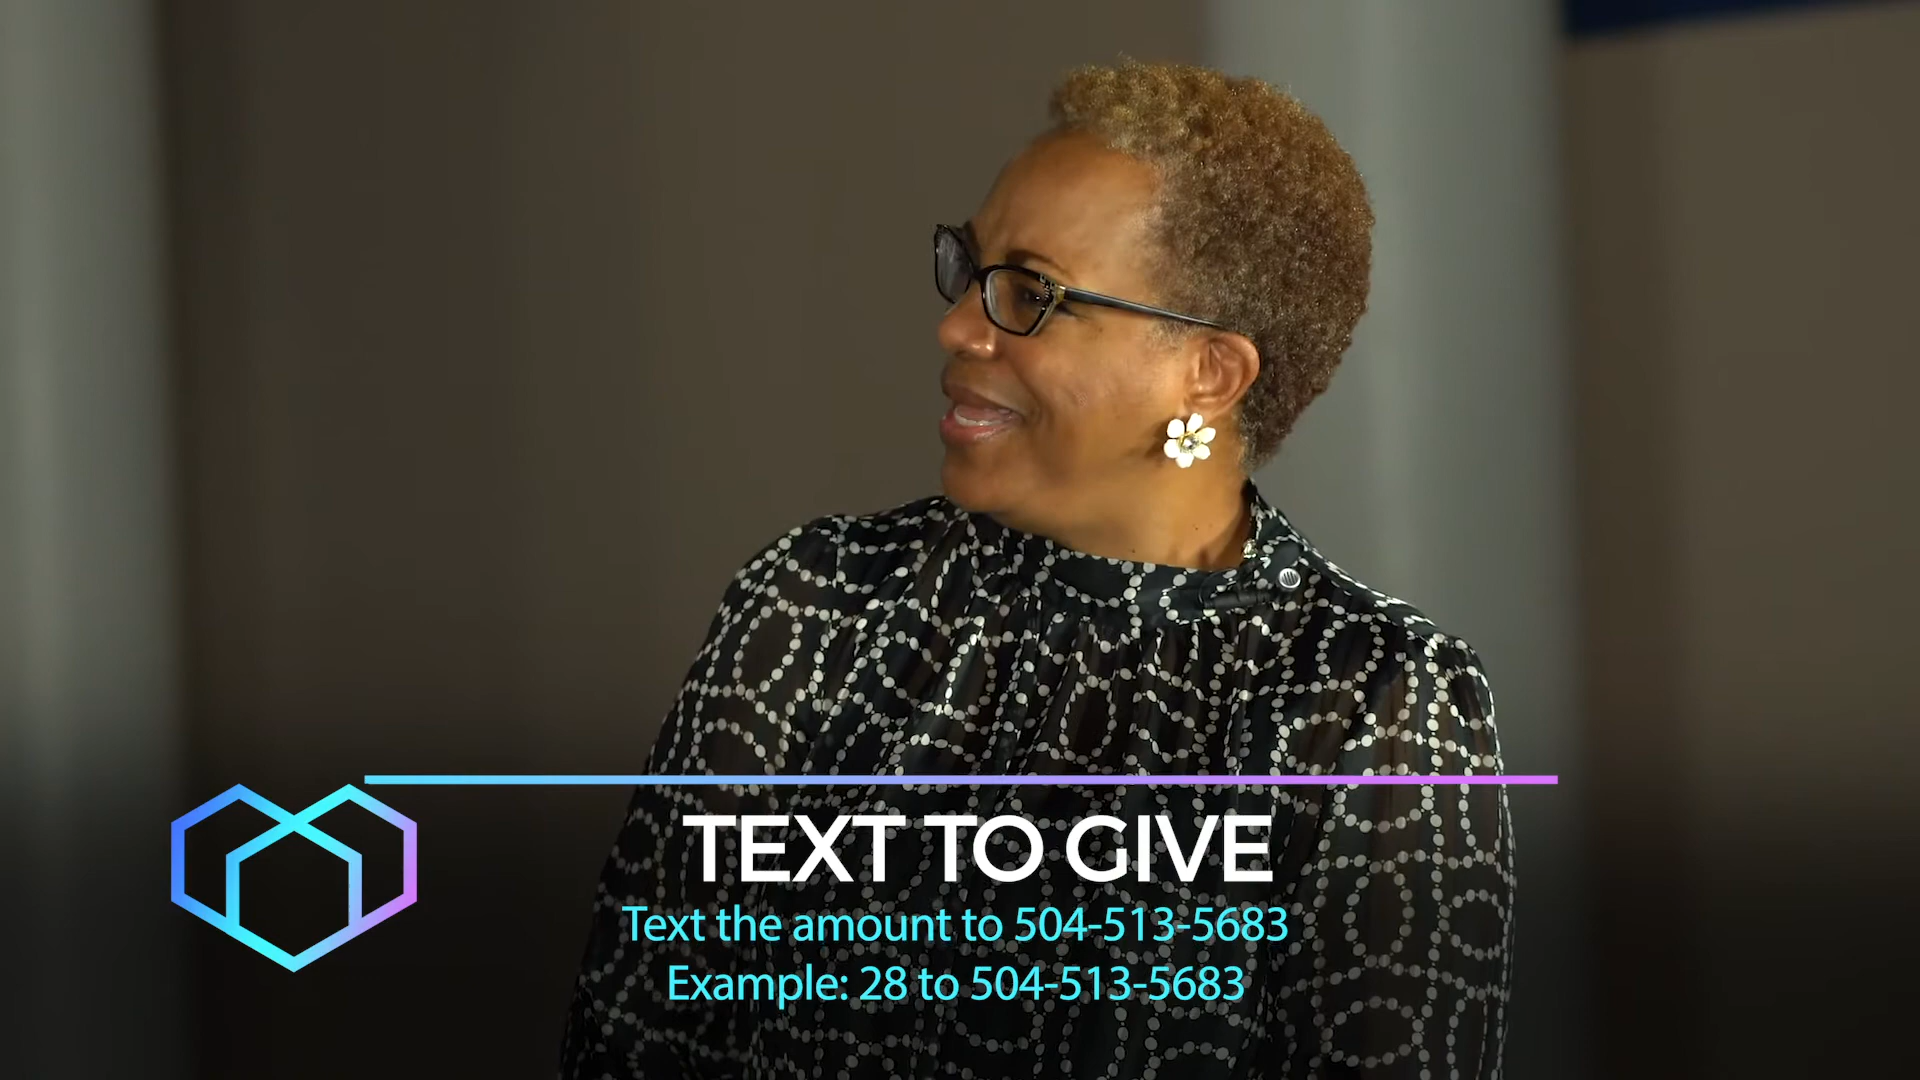 TEXT TO GIVE
Text the amount to 504-513-5683
Example: 28 to 504-513-5683